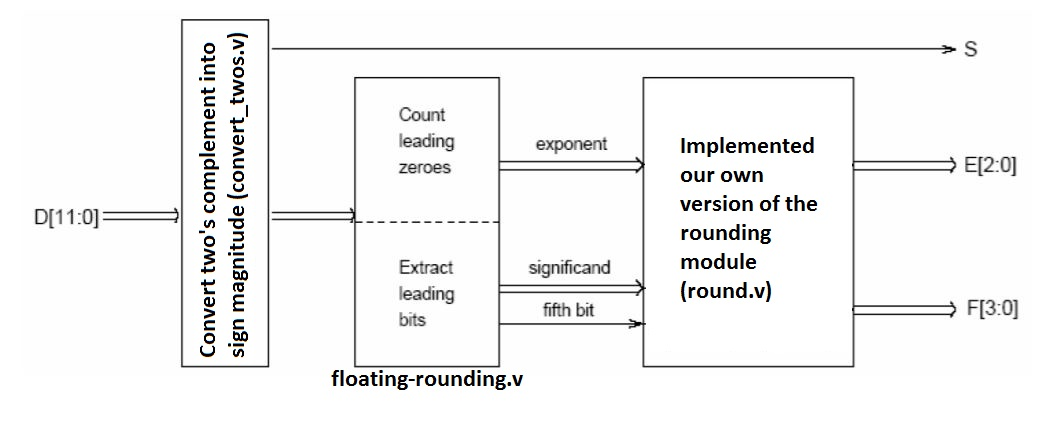 Convert two's complement into
sign magnitude (convert_twos.v)
S
Count
leading
zeroes
exponent
Implemented
our own
version of the
rounding
module
(round.v)
E[2:0]
D[11:0]
Extract
leading
bits
significand
fifth bit
F[3:0]
floating-rounding.v